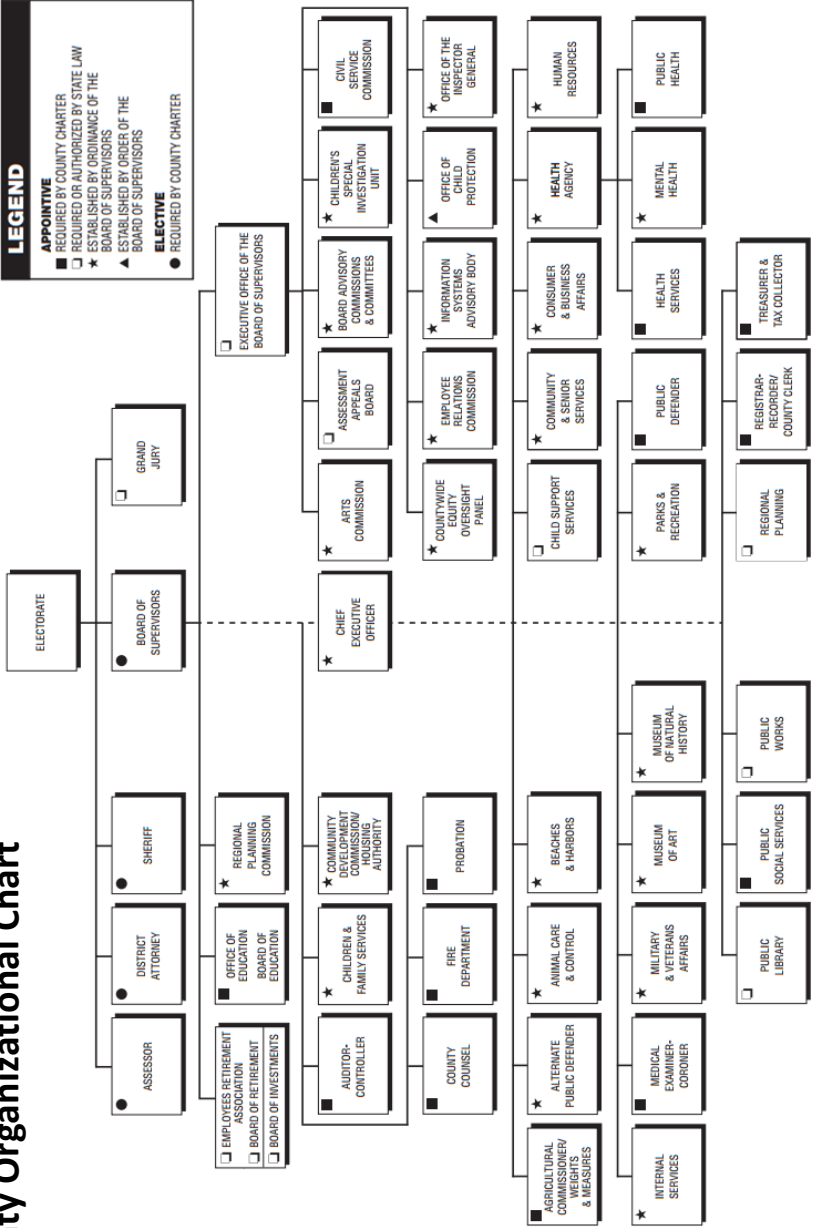 ty Organizational Chart
LEGEND
APPOINTIVE
REQUIRED BY COUNTY CHARTER
REQUIRED OR AUTHORIZED BY STATE LAW
ESTABLISHED BY ORDINANCE OF THE
BOARD OF SUPERVISORS
ESTABLISHED BY ORDER OF THE
BOARD OF SUPERVISORS
ELECTIVE
REQUIRED BY COUNTY CHARTER
ELECTORATE
ASSESSOR
DISTRICT
ATTORNEY
SHERIFF
BOARD OF
SUPERVISORS
GRAND
JURY
EMPLOYEES RETIREMENT
ASSOCIATION
BOARD OF RETIREMENT
BOARD OF INVESTMENTS
OFFICE OF
EDUCATION
BOARD OF
EDUCATION
REGIONAL
PLANNING
COMMISSION
EXECUTIVE OFFICE OF THE
BOARD OF SUPERVISORS
AUDITOR-
CONTROLLER
CHILDREN &
FAMILY SERVICES
COMMUNITY
DEVELOPMENT
COMMISSION/
HOUSING
AUTHORITY
CHIEF
EXECUTIVE
OFFICER
ARTS
COMMISSION
ASSESSMENT
APPEALS
BOARD
BOARD ADVISORY
COMMISSIONS
& COMMITTEES
CHILDREN'S
SPECIAL
INVESTIGATION
UNIT
CIVIL
SERVICE
COMMISSION
COUNTY
COUNSEL
FIRE
DEPARTMENT
PROBATION
COUNTYWIDE
EQUITY
OVERSIGHT
PANEL
EMPLOYEE
RELATIONS
COMMISSION
INFORMATION
SYSTEMS
ADVISORY BODY
OFFICE OF
CHILD
PROTECTION
OFFICE OF THE
INSPECTOR
GENERAL
AGRICULTURAL
COMMISSIONER/
WEIGHTS
& MEASURES
ALTERNATE
PUBLIC DEFENDER
ANIMAL CARE
& CONTROL
BEACHES
& HARBORS
CHILD SUPPORT
SERVICES
COMMUNITY
& SENIOR
SERVICES
CONSUMER
& BUSINESS
AFFAIRS
HEALTH
AGENCY
HUMAN
RESOURCES
INTERNAL
SERVICES
MEDICAL
EXAMINER-
CORONER
MILITARY
& VETERANS
AFFAIRS
MUSEUM
OF ART
MUSEUM
OF NATURAL
HISTORY
PARKS &
RECREATION
PUBLIC
DEFENDER
HEALTH
SERVICES
MENTAL
HEALTH
PUBLIC
HEALTH
PUBLIC
LIBRARY
PUBLIC
SOCIAL SERVICES
PUBLIC
WORKS
REGIONAL
PLANNING
REGISTRAR-
RECORDER/
COUNTY CLERK
TREASURER &
TAX COLLECTOR